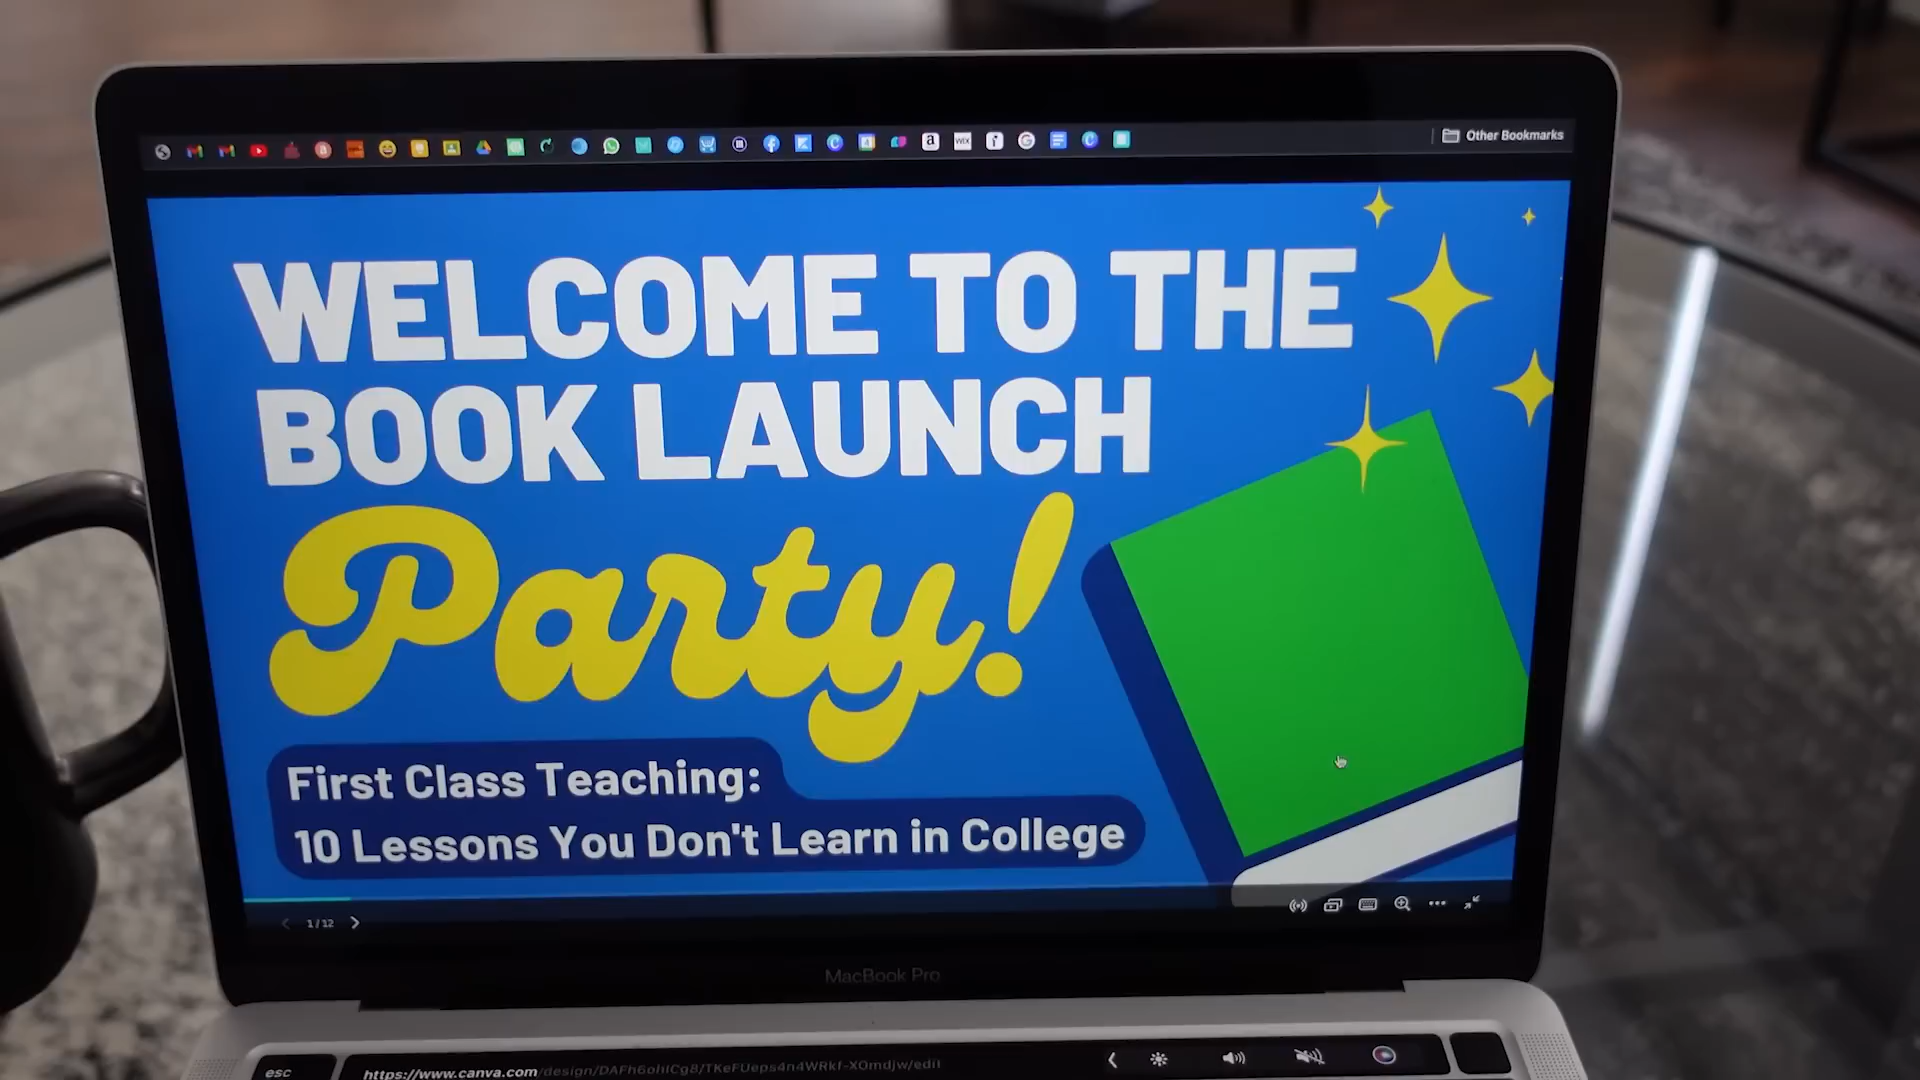 Other Bookmarks
WELCOME TO THE
BOOK LAUNCH
Party!
First Class Teaching:
10 Lessons You Don't Learn in College
1/12
MacBook Pro
esc
https://www.canva.com